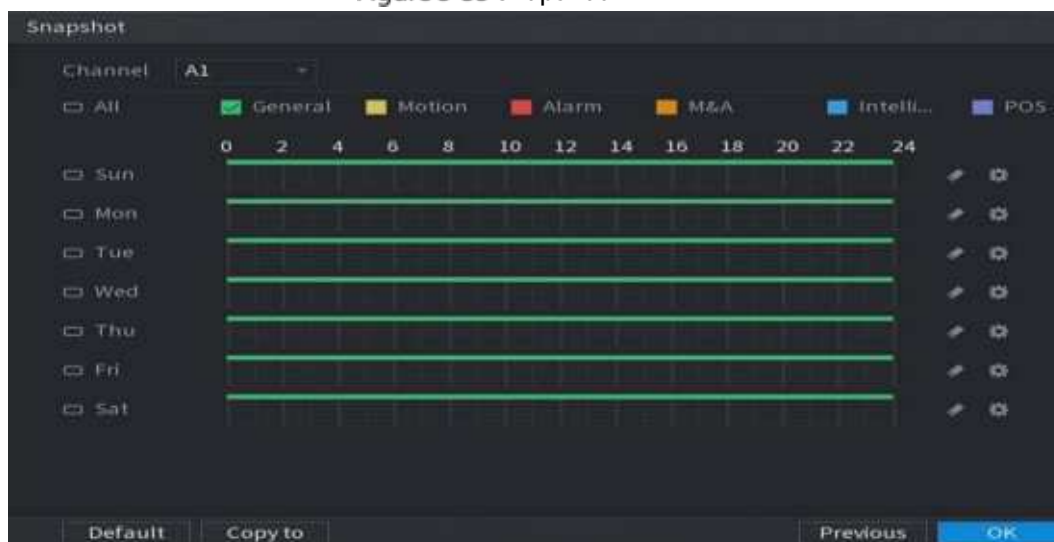 Snapshot
Channel A1
All General Motion Alarm M&A Intelli... POS
0 2 4 6 8 10 12 14 16 18 20 22 24
Sun
Mon
Tue
Wed
Thu
Fri
Sat
Default Copy to Previous OK